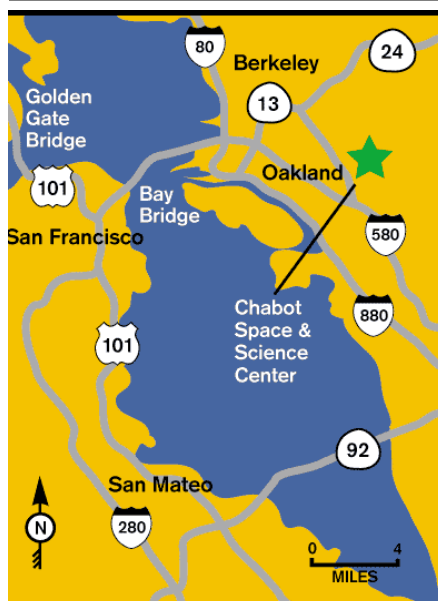 80
24
Berkeley
13
Golden
Gate
Bridge
Oakland
101
Bay
Bridge
580
San Francisco
Chabot
Space &
Science
Center
880
101
92
San Mateo
N
280
0 4
MILES